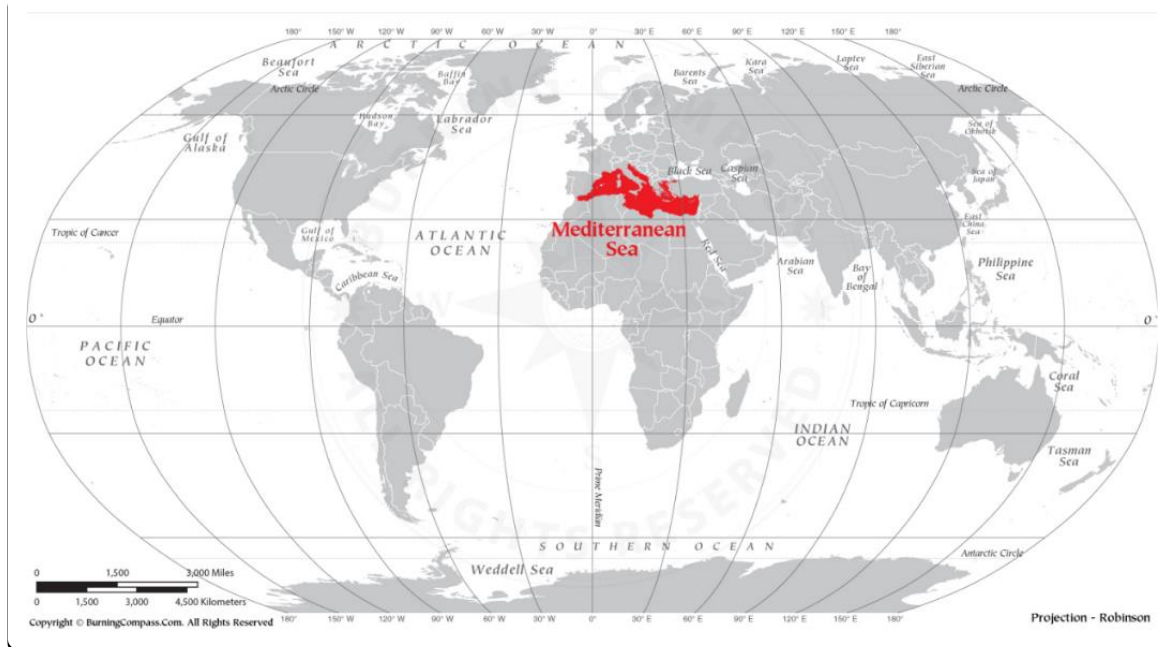 180° 150° W 120° W 90° W 60° W 30° W 0° 30° E 60° E 90° E 120° E 150° E 180°
ARCTIC OCEAN
Beaufort
Sea
Baffin
Bay
Barents
Sea
Kara
Sea
Laptev
Sea
East
Siberian
Sea
Arctic Circle
Arctic Circle
Hudson
Bay
Labrador
Sea
Gulf of
Alaska
Sea of
Okhotsk
Black Sea
Caspian
Sea
Sea of
Japan
East
China
Sea
Mediterranean
Sea
Tropic of Cancer
Gulf of
Mexico
ATLANTIC
OCEAN
Red Sea
Arabian
Sea
Bay
of
Bengal
Philippine
Sea
Caribbean Sea
0°
Equator
0°
PACIFIC
OCEAN
Coral
Sea
Tropic of Capricorn
INDIAN
OCEAN
Tasman
Sea
Prime Meridian
SOUTHERN OCEAN
Antarctic Circle
Weddell Sea
0 1,500 3,000 Miles
0 1,500 3,000 4,500 Kilometers
Copyright © BurningCompass.Com. All Rights Reserved
180° 150° W 120° W 90° W 60° W 30° W 0° 30° E 60° E 90° E 120° E 150° E 180°
Projection - Robinson